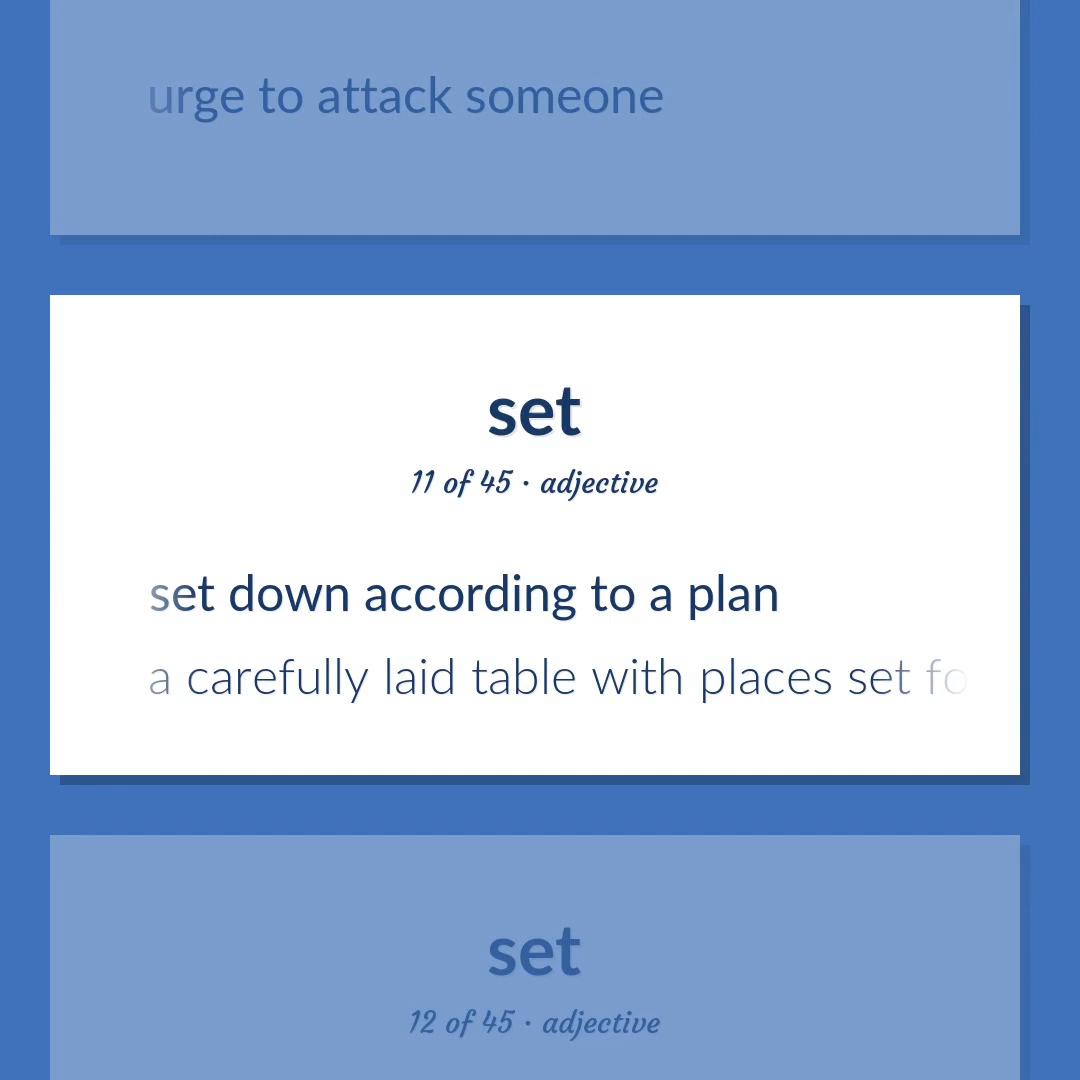 urge to attack someone
set
11 of 45 · adjective
set down according to a plan
a carefully laid table with places set fo
set
12 of 45 · adjective